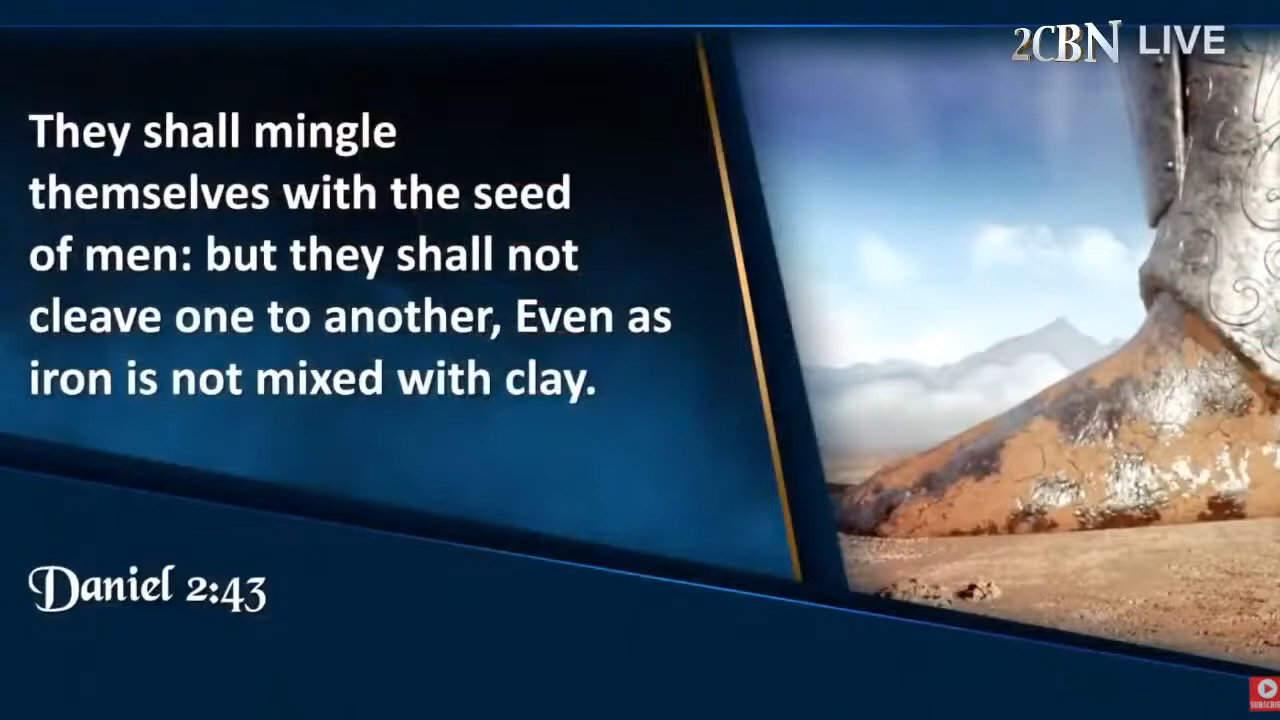 2CBN LIVE
They shall mingle
themselves with the seed
of men: but they shall not
cleave one to another, Even as
iron is not mixed with clay.
Daniel 2:43